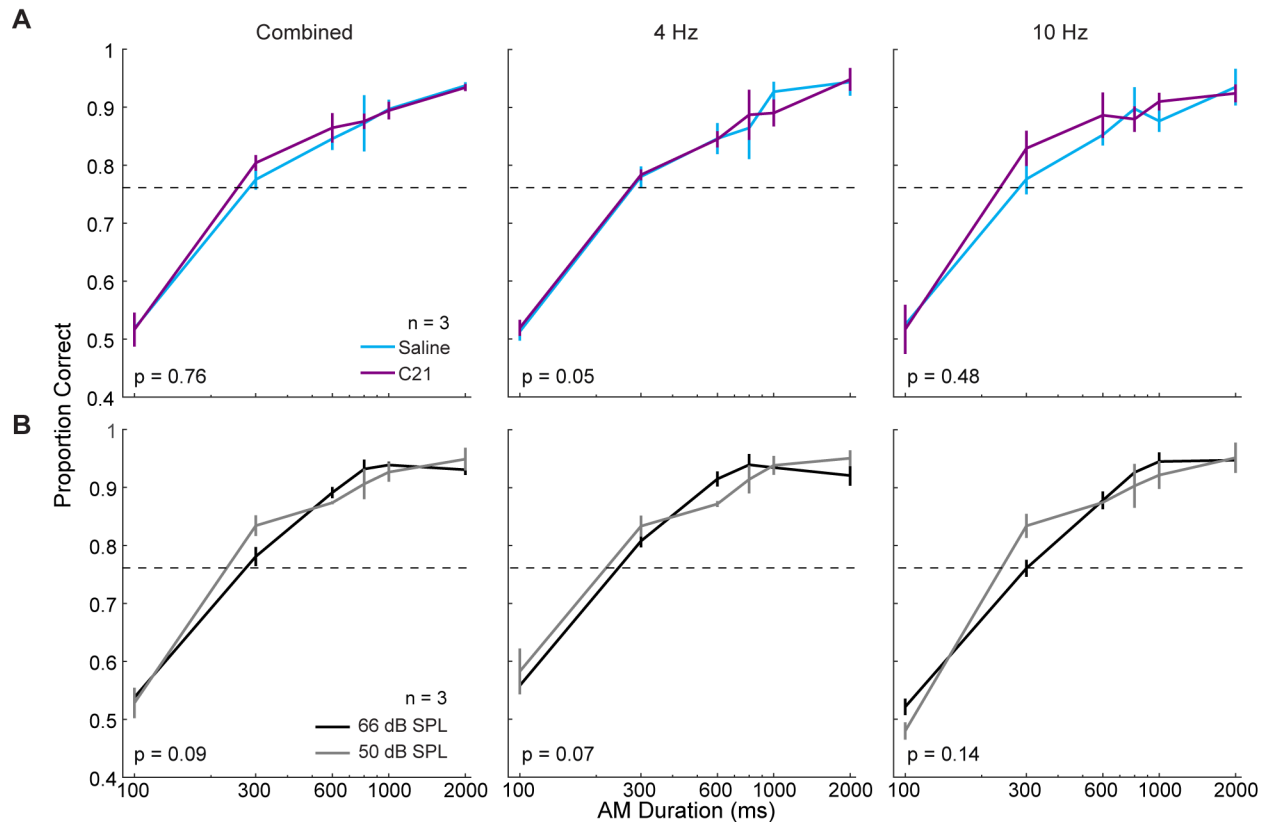 A
Combined
4 Hz
10 Hz
1
0.9
0.8
0.7
0.6
0.5
0.4
n = 3
Saline
C21
p = 0.76
p = 0.05
p = 0.48
Proportion Correct
B
1
0.9
0.8
0.7
0.6
0.5
0.4
n = 3
66 dB SPL
50 dB SPL
p = 0.09
p = 0.07
p = 0.14
100 300 600 1000 2000
100 300 600 1000 2000
100 300 600 1000 2000
AM Duration (ms)